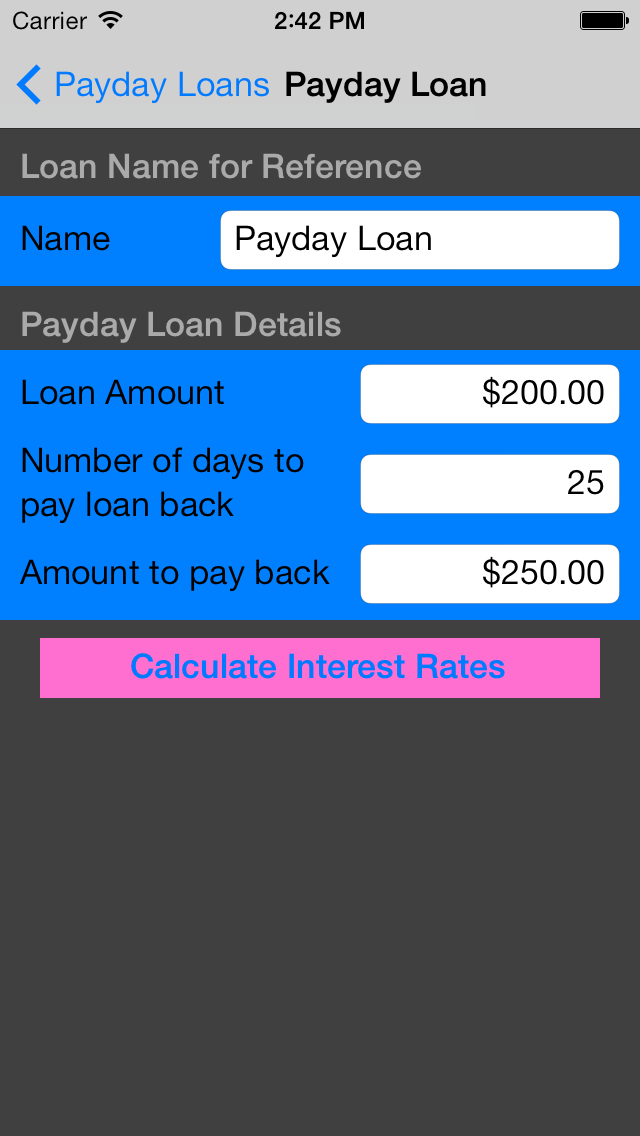 Carrier 2:42 PM
Payday Loans Payday Loan
Loan Name for Reference
Name Payday Loan
Payday Loan Details
Loan Amount $200.00
Number of days to
pay loan back 25
Amount to pay back $250.00
Calculate Interest Rates